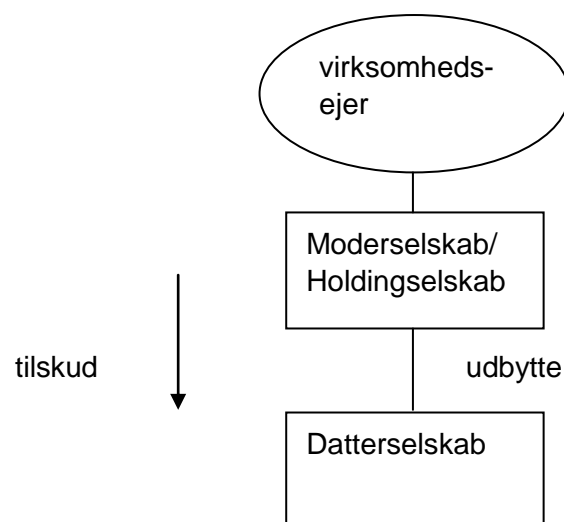 virksomheds-
ejer
Moderselskab/
Holdingselskab
tilskud
udbytte
Datterselskab